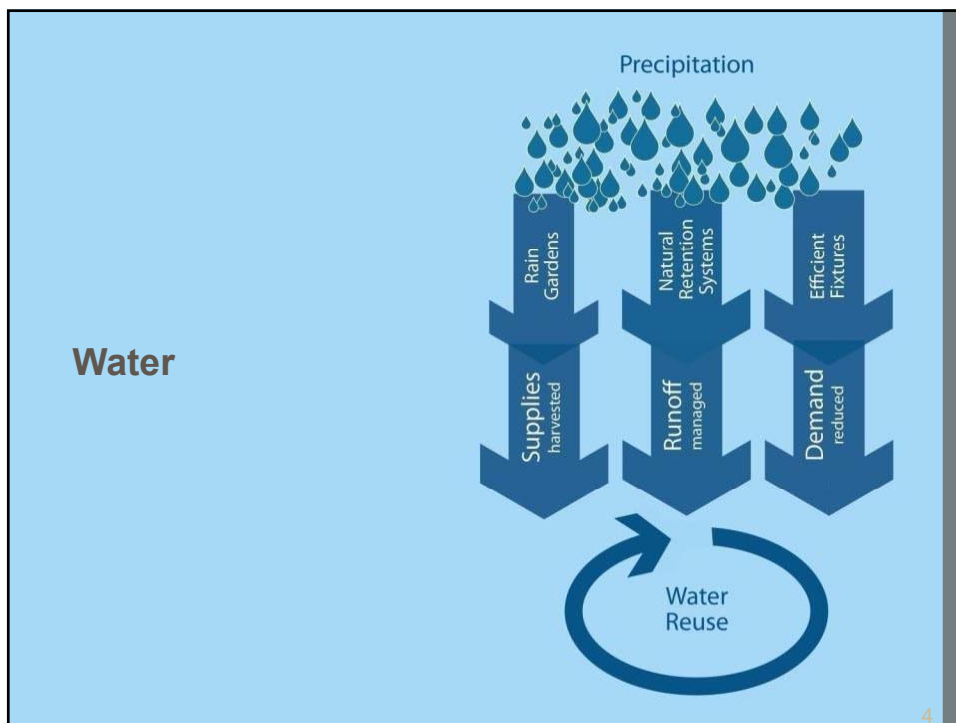 Precipitation
Rain
Gardens
Natural
Retention
Systems
Efficient
Fixtures
Water
Supplies
harvested
Runoff
managed
Demand
reduced
Water
Reuse
4